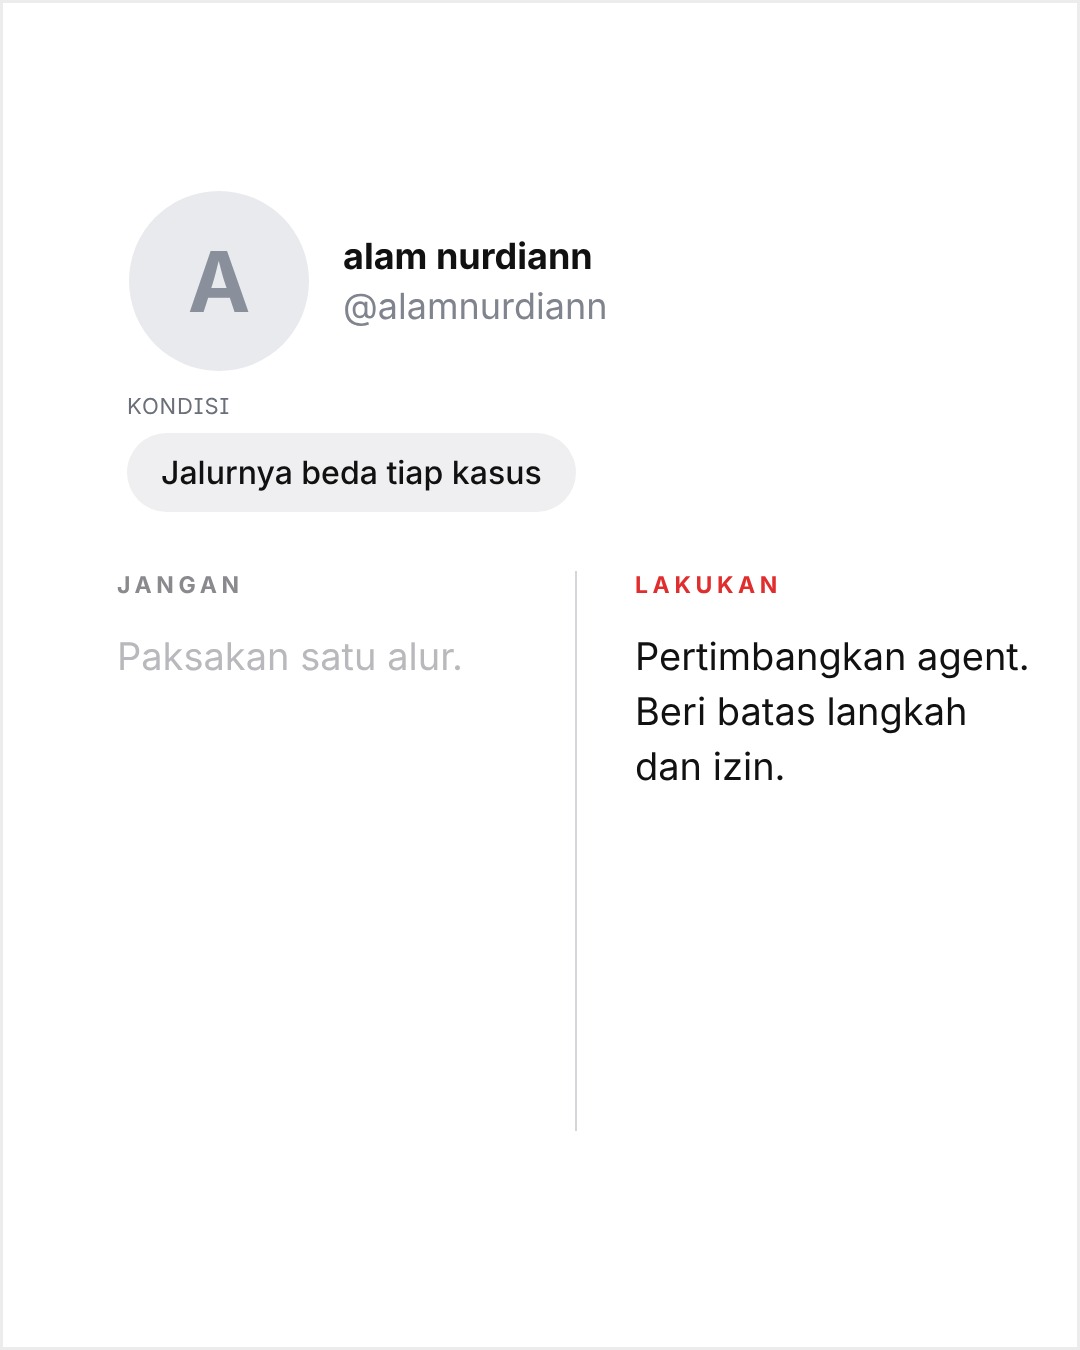 A
alam nurdiann
@alamnurdiann
KONDISI
Jalurnya beda tiap kasus
JANGAN
Paksakan satu alur.
LAKUKAN
Pertimbangkan agent.
Beri batas langkah
dan izin.